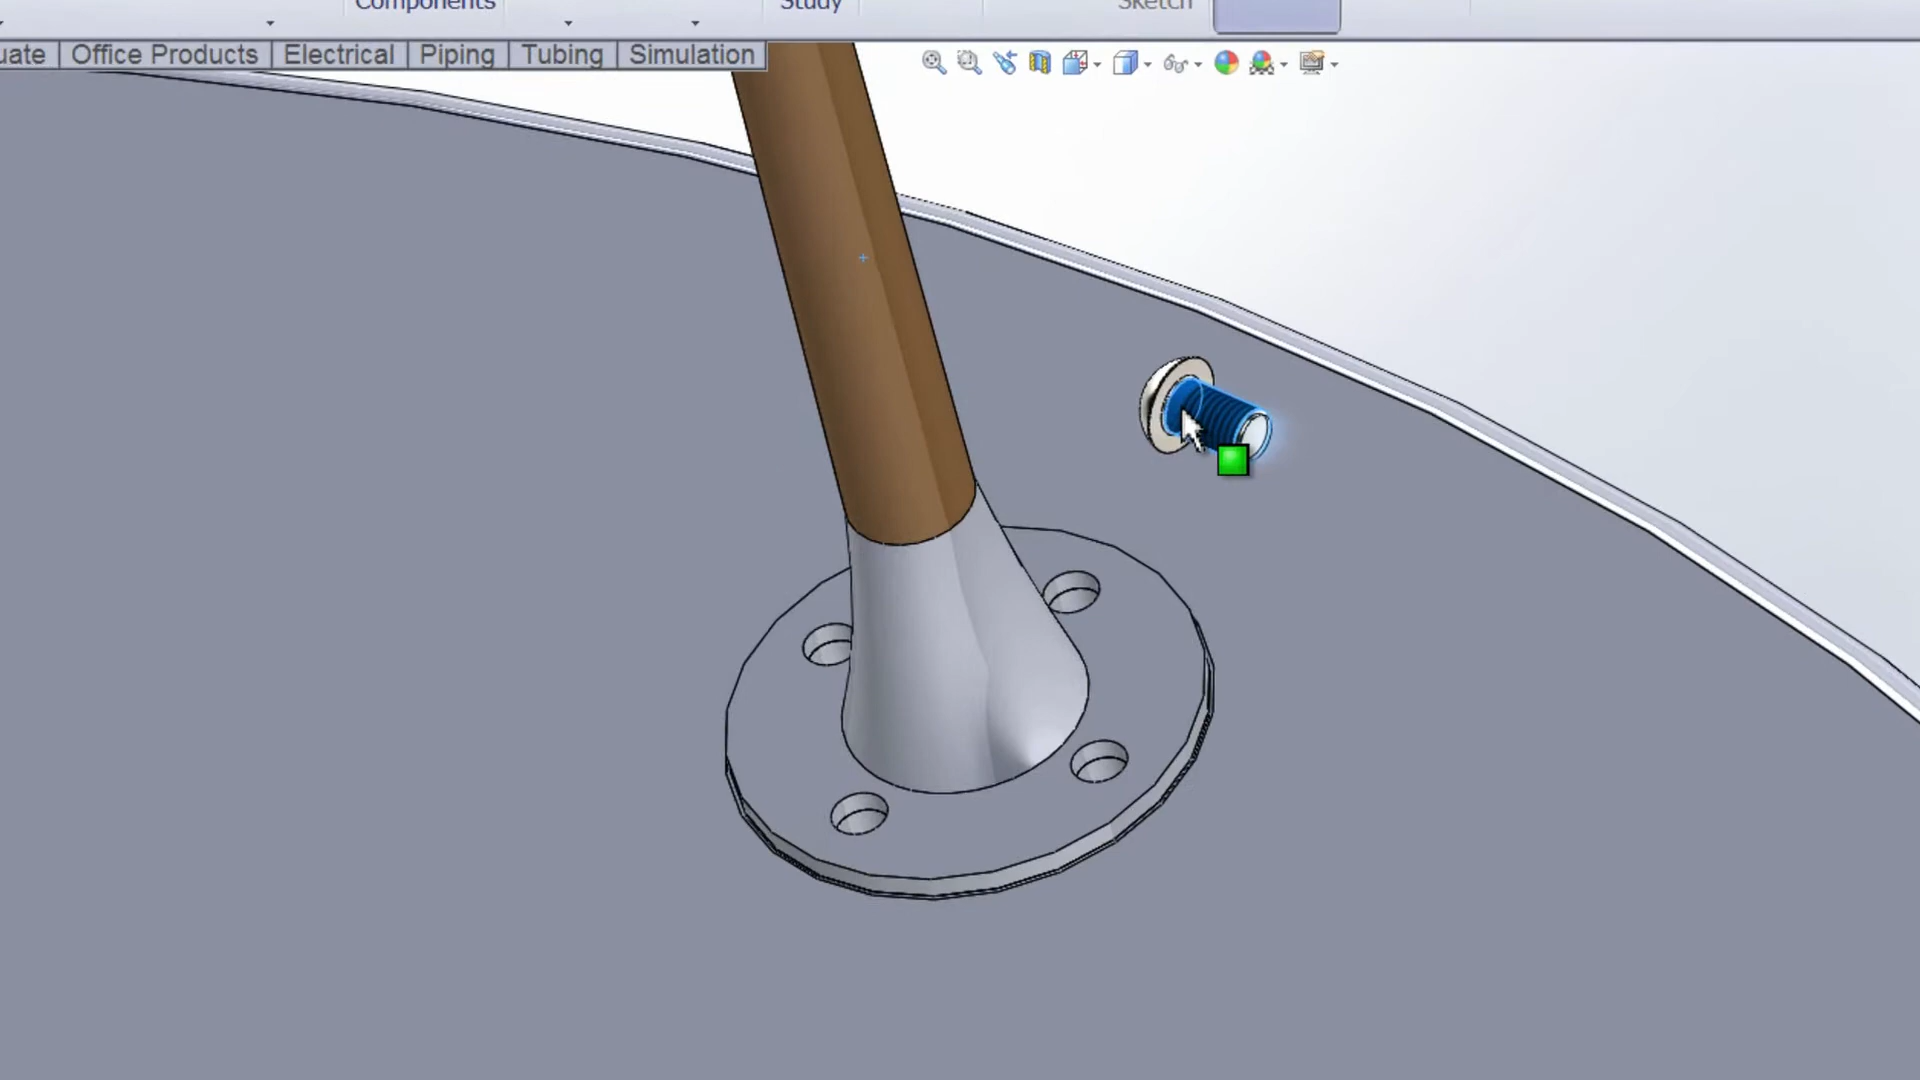 Components
Study
Sketch
uate
Office Products
Electrical
Piping
Tubing
Simulation